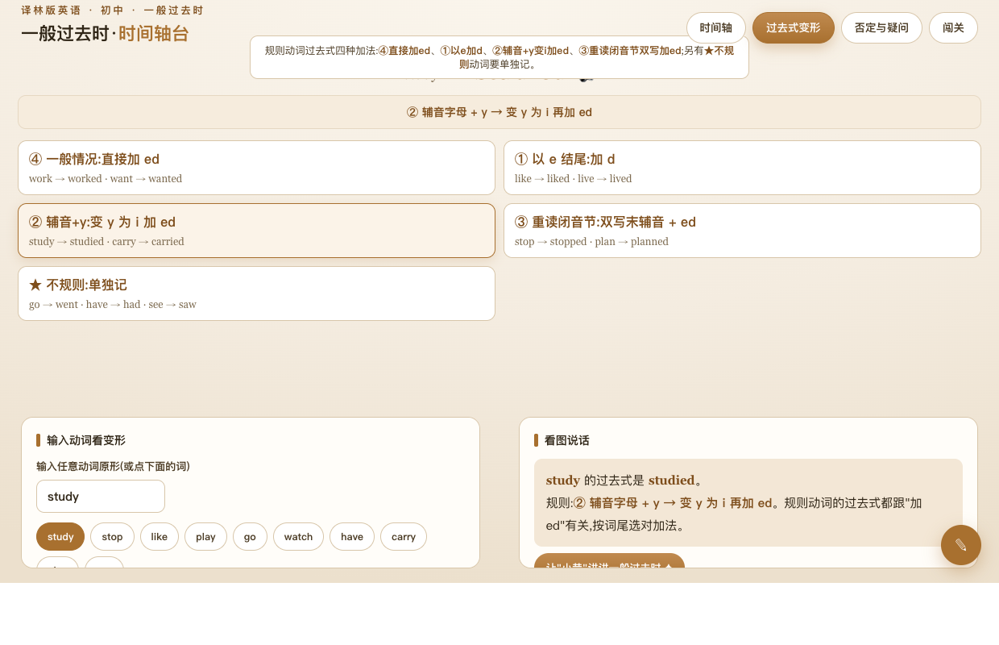 译林版英语 · 初中 · 一般过去时
一般过去时·时间轴台
时间轴
过去式变形
否定与疑问
闯关
规则动词过去式四种加法:④直接加ed、①以e加d、②辅音+y变i加ed、③重读闭音节双写加ed;另有★不规
则动词要单独记。
② 辅音字母 + y → 变 y 为 i 再加 ed
④ 一般情况:直接加 ed
work → worked · want → wanted
① 以 e 结尾:加 d
like → liked · live → lived
② 辅音+y:变 y 为 i 加 ed
study → studied · carry → carried
③ 重读闭音节:双写末辅音 + ed
stop → stopped · plan → planned
★ 不规则:单独记
go → went · have → had · see → saw
输入动词看变形
输入任意动词原形(或点下面的词)
study
study
stop
like
play
go
watch
have
carry
看图说话
study 的过去式是 studied。
规则:② 辅音字母 + y → 变 y 为 i 再加 ed。规则动词的过去式都跟"加
ed"有关,按词尾选对加法。